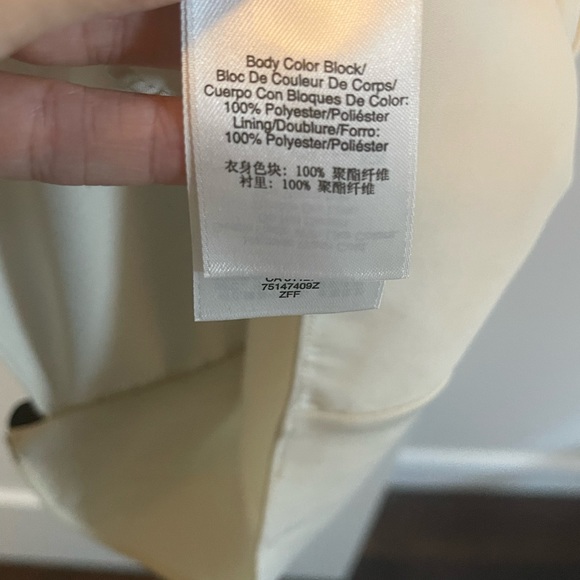 Body Color Block/
Bloc De Couleur De Corps/
Cuerpo Con Bloques De Color:
100% Polyester/Poliéster
Lining/Doublure/Forro:
100% Polyester/Poliéster
衣身色块: 100% 聚酯纤维
衬里: 100% 聚酯纤维
75147409Z
ZFF